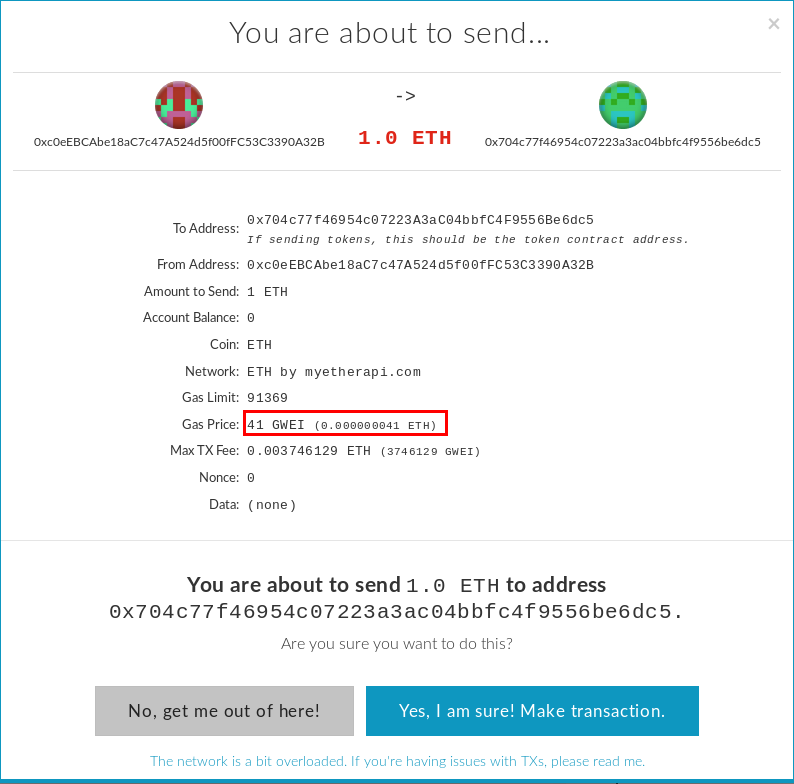 You are about to send...
×
->
1.0 ETH
0xc0eEBCAbe18aC7c47A524d5f00fFC53C3390A32B
0x704c77f46954c07223a3ac04bbfc4f9556be6dc5
To Address: 0x704c77f46954c07223A3aC04bbfC4F9556Be6dc5
If sending tokens, this should be the token contract address.
From Address: 0xc0eEBCAbe18aC7c47A524d5f00fFC53C3390A32B
Amount to Send: 1 ETH
Account Balance: 0
Coin: ETH
Network: ETH by myetherapi.com
Gas Limit: 91369
Gas Price: 41 GWEI (0.000000041 ETH)
Max TX Fee: 0.003746129 ETH (3746129 GWEI)
Nonce: 0
Data: (none)
You are about to send 1.0 ETH to address
0x704c77f46954c07223a3ac04bbfc4f9556be6dc5.
Are you sure you want to do this?
No, get me out of here!
Yes, I am sure! Make transaction.
The network is a bit overloaded. If you're having issues with TXs, please read me.